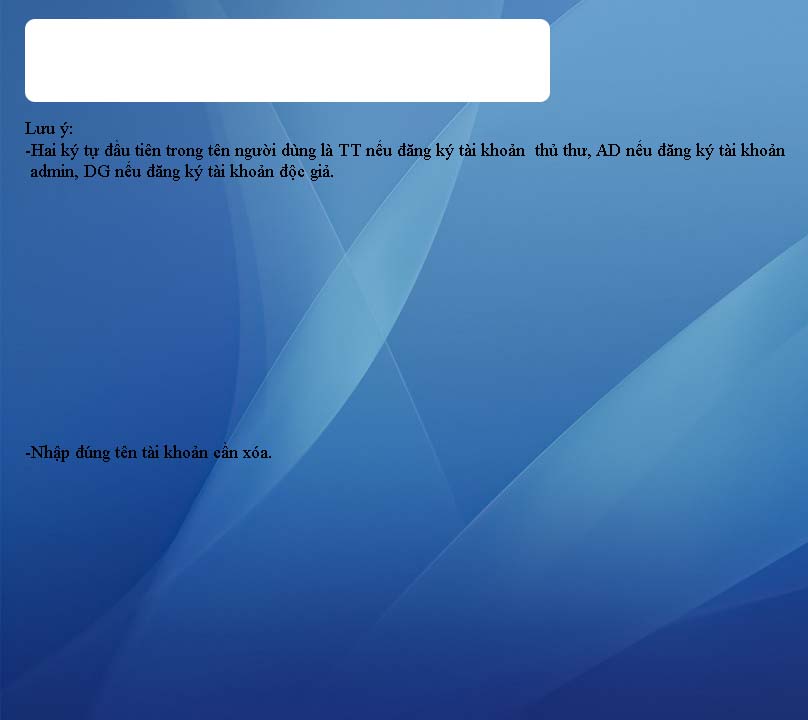 Lưu ý:
-Hai ký tự đầu tiên trong tên người dùng là TT nếu đăng ký tài khoản  thủ thư, AD nếu đăng ký tài khoản
admin, DG nếu đăng ký tài khoản độc giả.
-Nhập đúng tên tài khoản cần xóa.